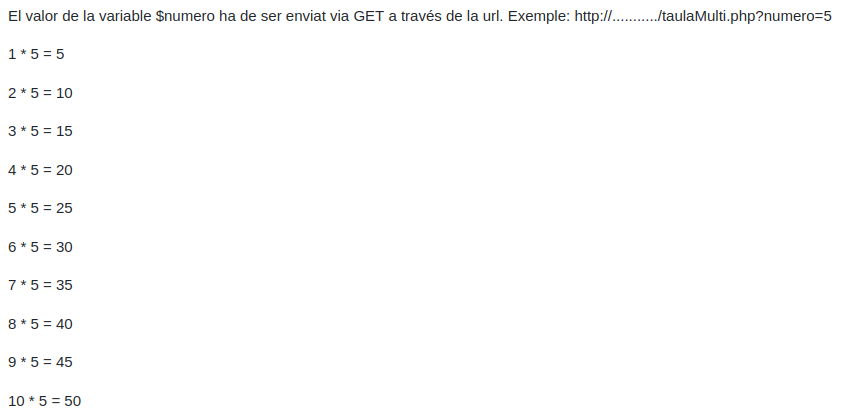 El valor de la variable $numero ha de ser enviat via GET a través de la url. Exemple: http://.........../taulaMulti.php?numero=5
1 * 5 = 5
2 * 5 = 10
3 * 5 = 15
4 * 5 = 20
5 * 5 = 25
6 * 5 = 30
7 * 5 = 35
8 * 5 = 40
9 * 5 = 45
10 * 5 = 50